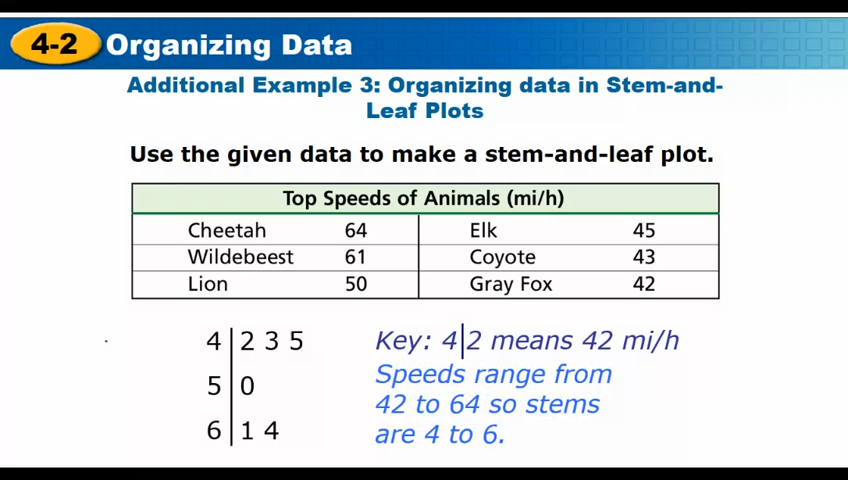 4-2 Organizing Data
Additional Example 3: Organizing data in Stem-and-
Leaf Plots
Use the given data to make a stem-and-leaf plot.
Top Speeds of Animals (mi/h)
Cheetah 64 Elk 45
Wildebeest 61 Coyote 43
Lion 50 Gray Fox 42
4 | 2 3 5
5 | 0
6 | 1 4
Key: 4|2 means 42 mi/h
Speeds range from
42 to 64 so stems
are 4 to 6.